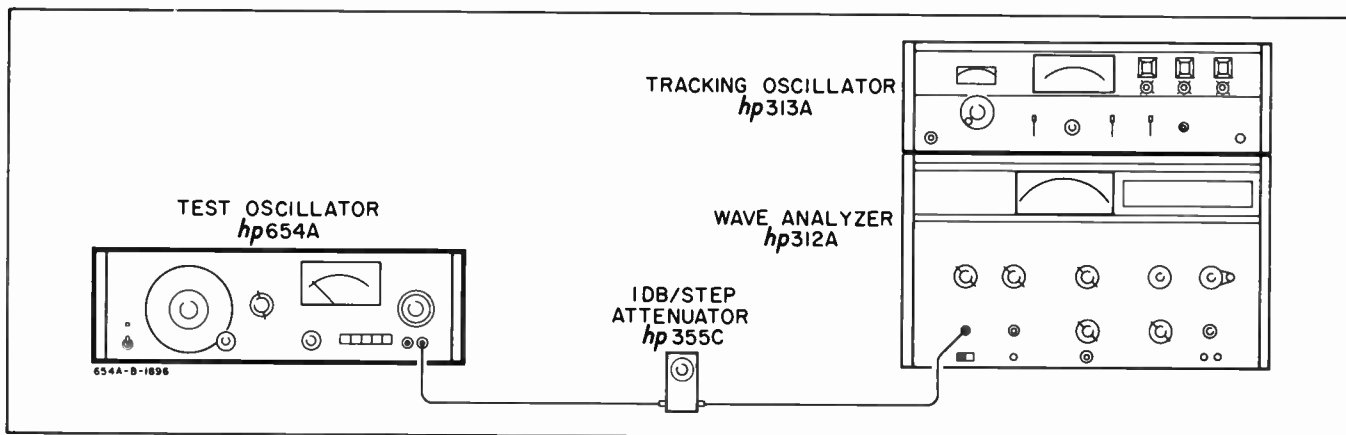 TRACKING OSCILLATOR
hp313A
TEST OSCILLATOR
hp654A
WAVE ANALYZER
hp312A
1DB/STEP
ATTENUATOR
hp355C
654A-B-1896